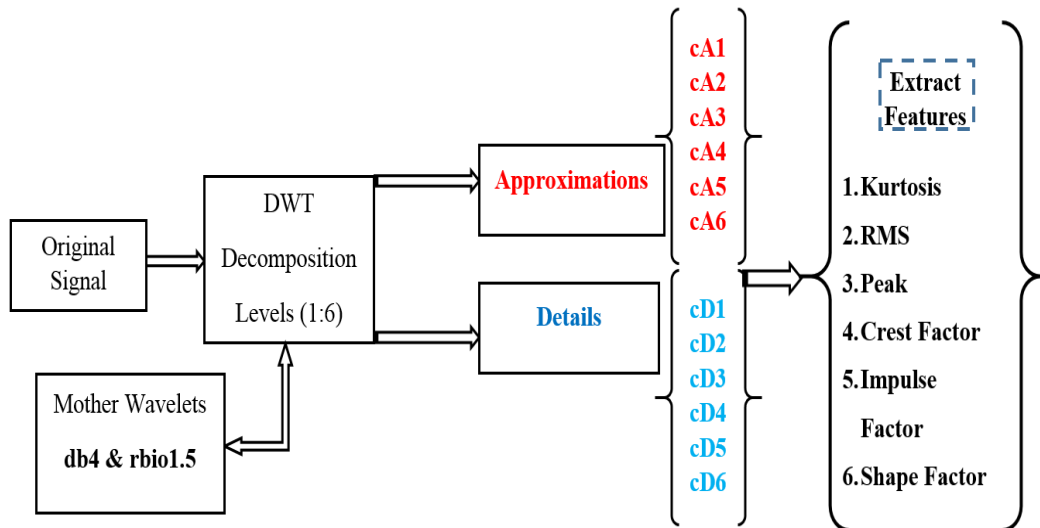 Original
Signal
DWT
Decomposition
Levels (1:6)
Mother Wavelets
db4 & rbio1.5
Approximations
Details
cA1
cA2
cA3
cA4
cA5
cA6
cD1
cD2
cD3
cD4
cD5
cD6
Extract
Features
1.Kurtosis
2.RMS
3.Peak
4.Crest Factor
5.Impulse
Factor
6.Shape Factor